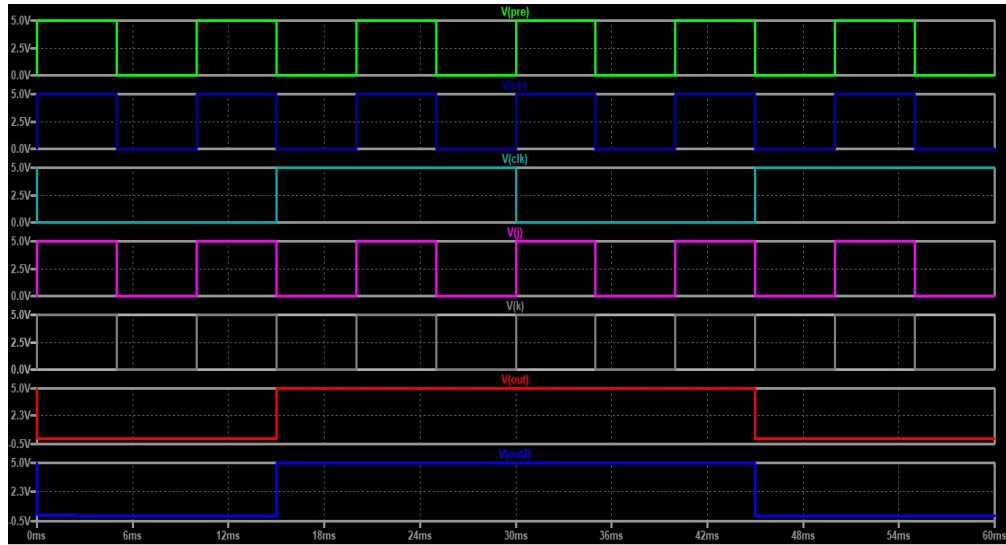 V(pre)
5.0V
2.5V
0.0V
V(clr)
5.0V
2.5V
0.0V
V(clk)
5.0V
2.5V
0.0V
V(j)
5.0V
2.5V
0.0V
V(k)
5.0V
2.5V
0.0V
V(out)
5.0V
2.3V
-0.5V
V(out2)
5.0V
2.3V
-0.5V
0ms 6ms 12ms 18ms 24ms 30ms 36ms 42ms 48ms 54ms 60ms